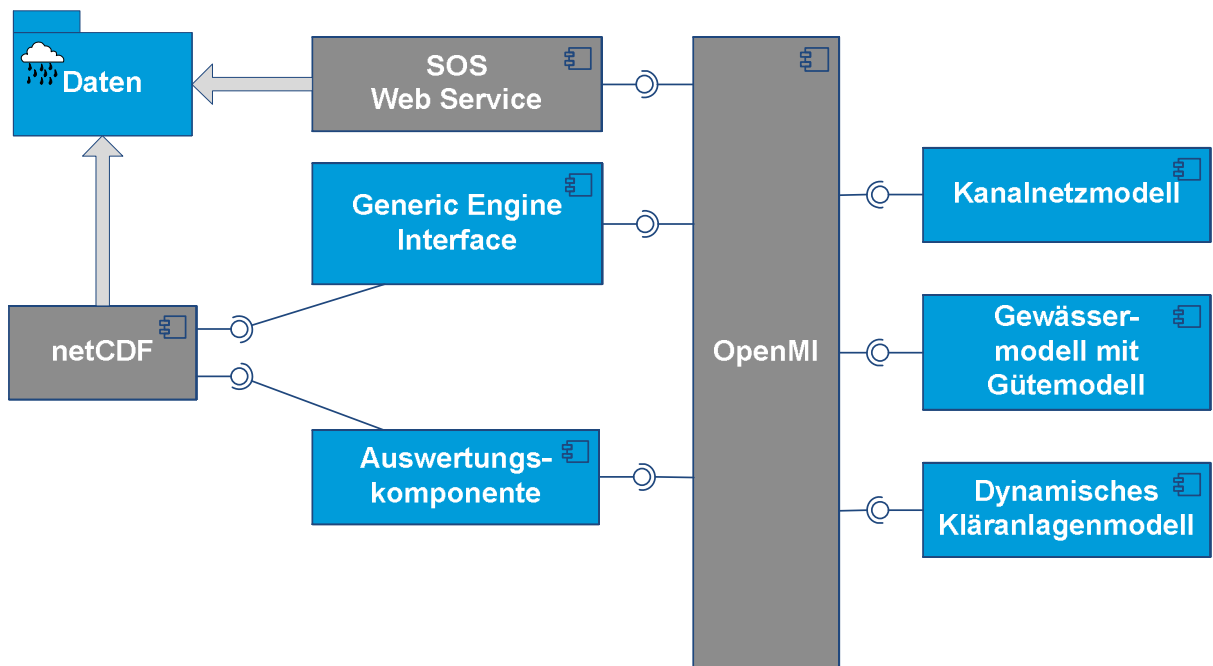 Daten
SOS
Web Service
Generic Engine
Interface
netCDF
Auswertungs-
komponente
OpenMI
Kanalnetzmodell
Gewässer-
modell mit
Gütemodell
Dynamisches
Kläranlagenmodell